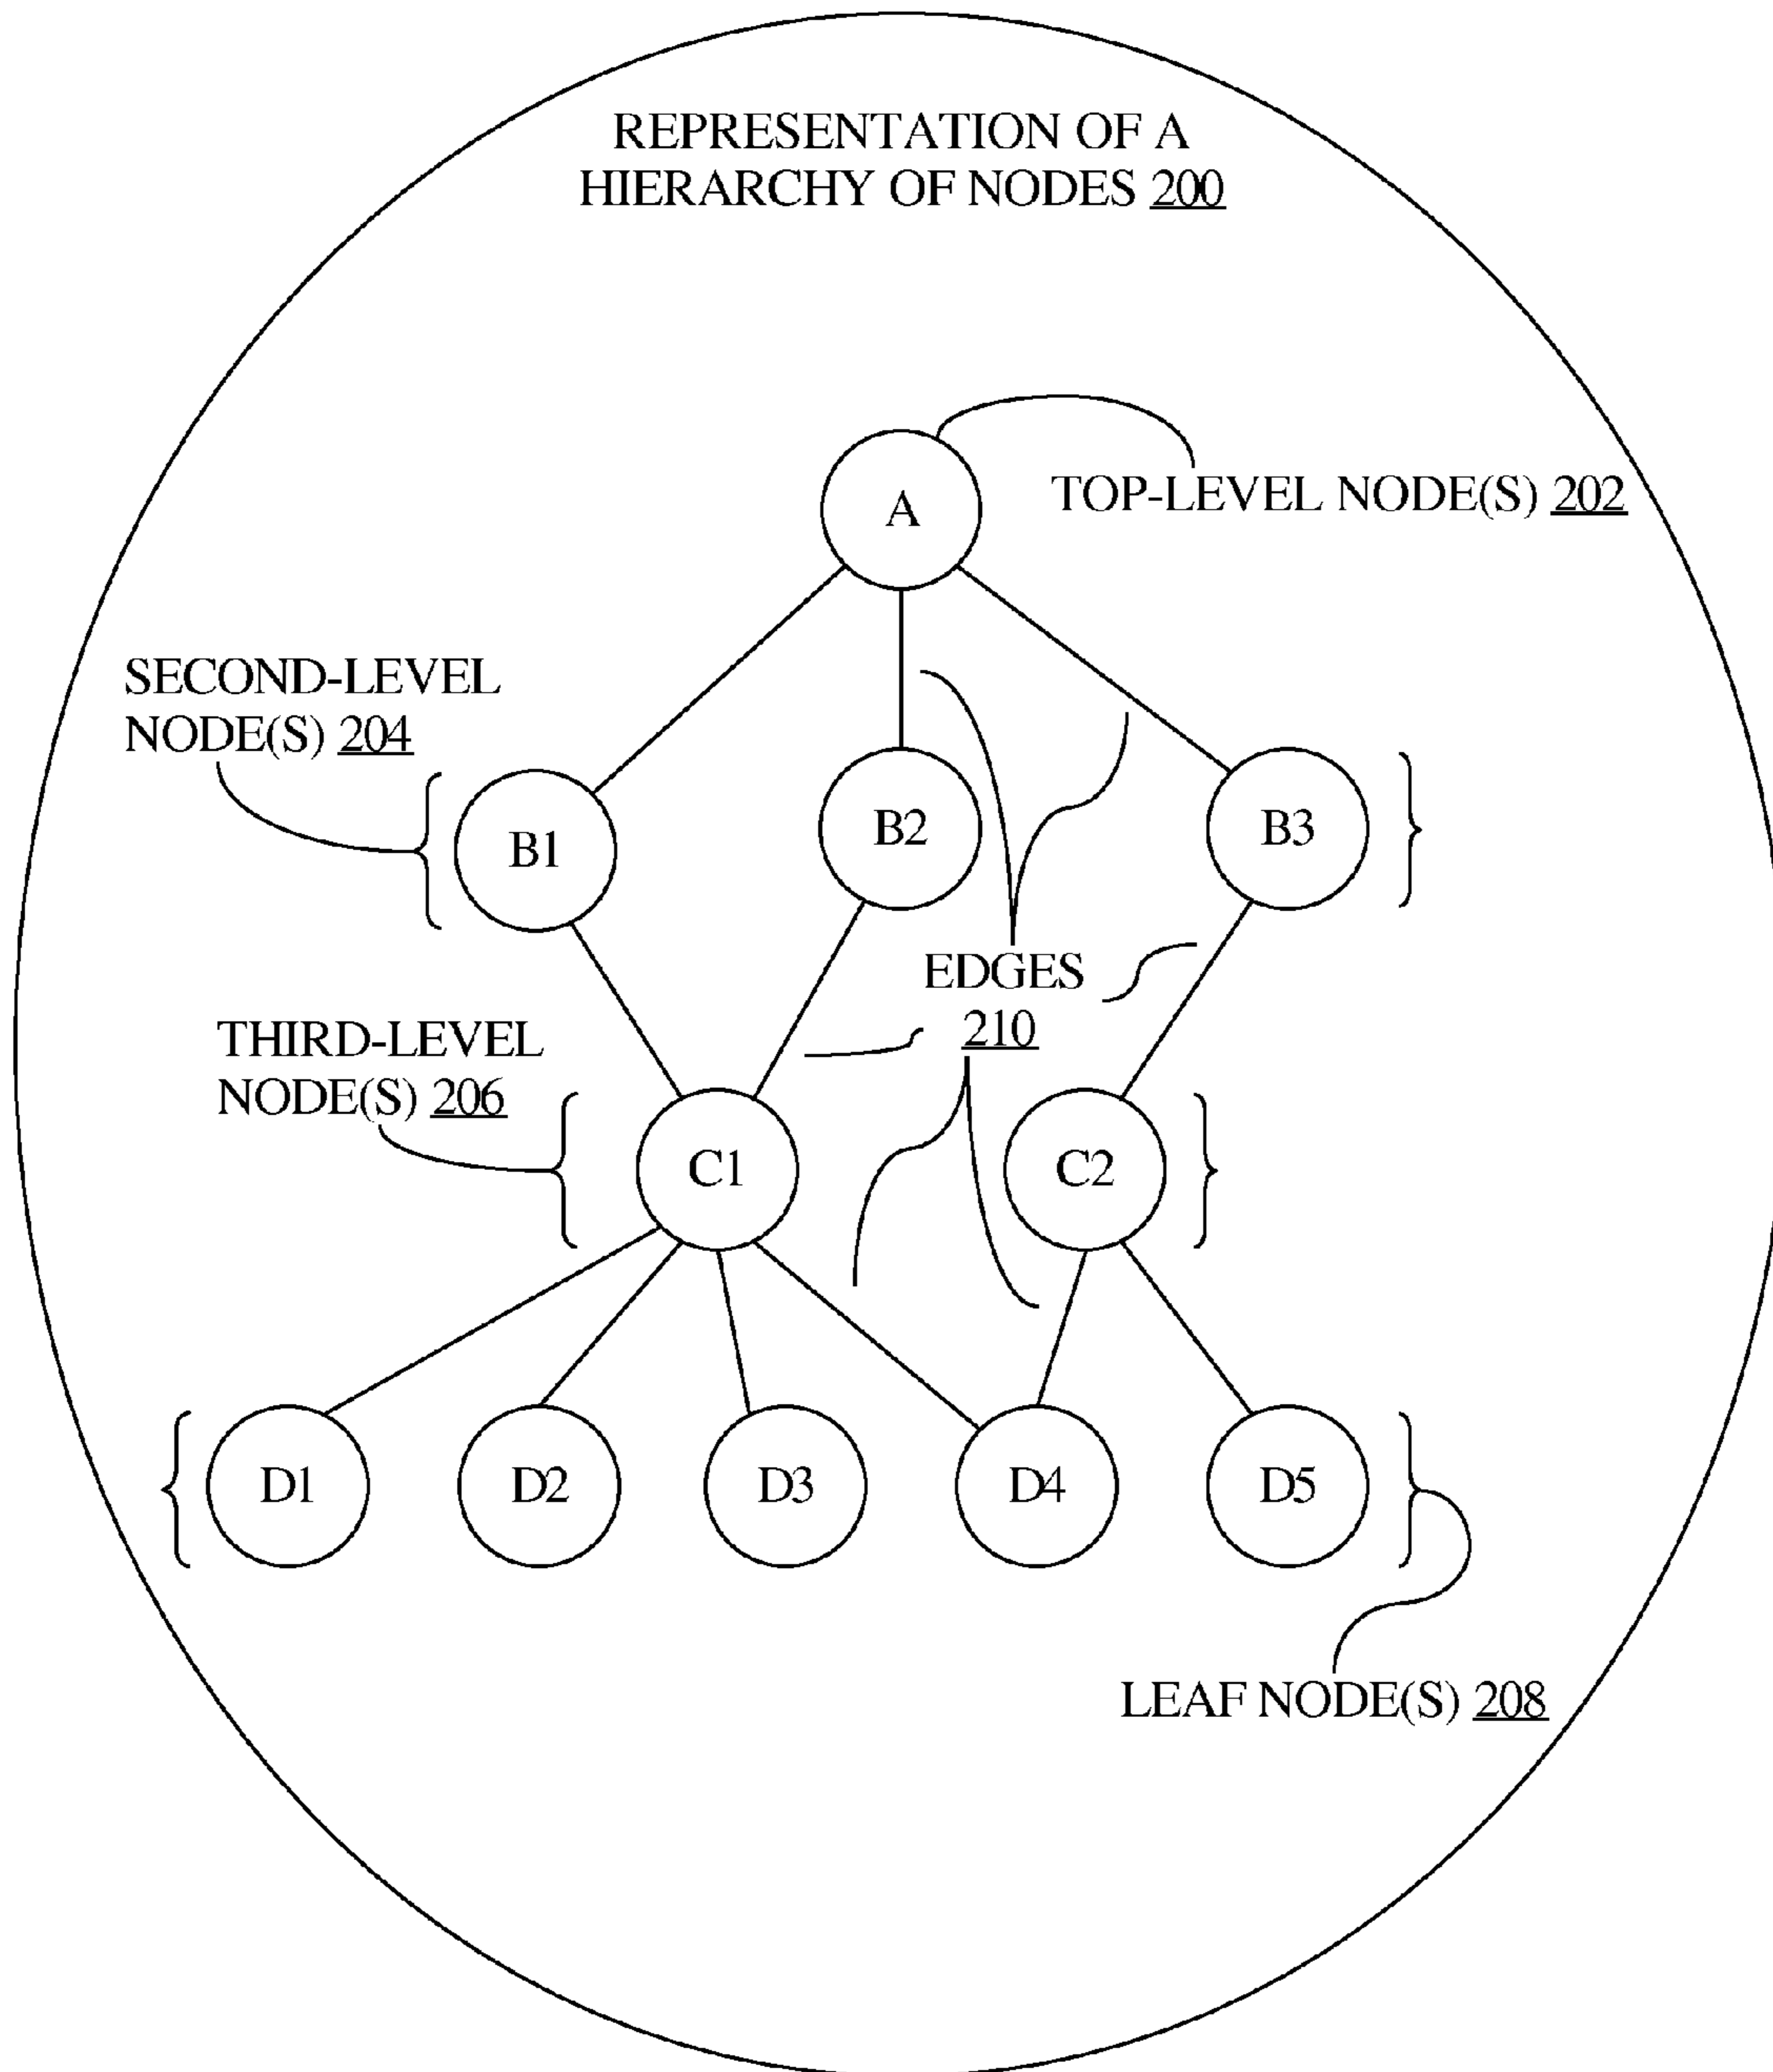 REPRESENTATION OF A
HIERARCHY OF NODES 200
A
TOP-LEVEL NODE(S) 202
SECOND-LEVEL
NODE(S) 204
B1
B2
B3
EDGES
210
THIRD-LEVEL
NODE(S) 206
C1
C2
D1
D2
D3
D4
D5
LEAF NODE(S) 208